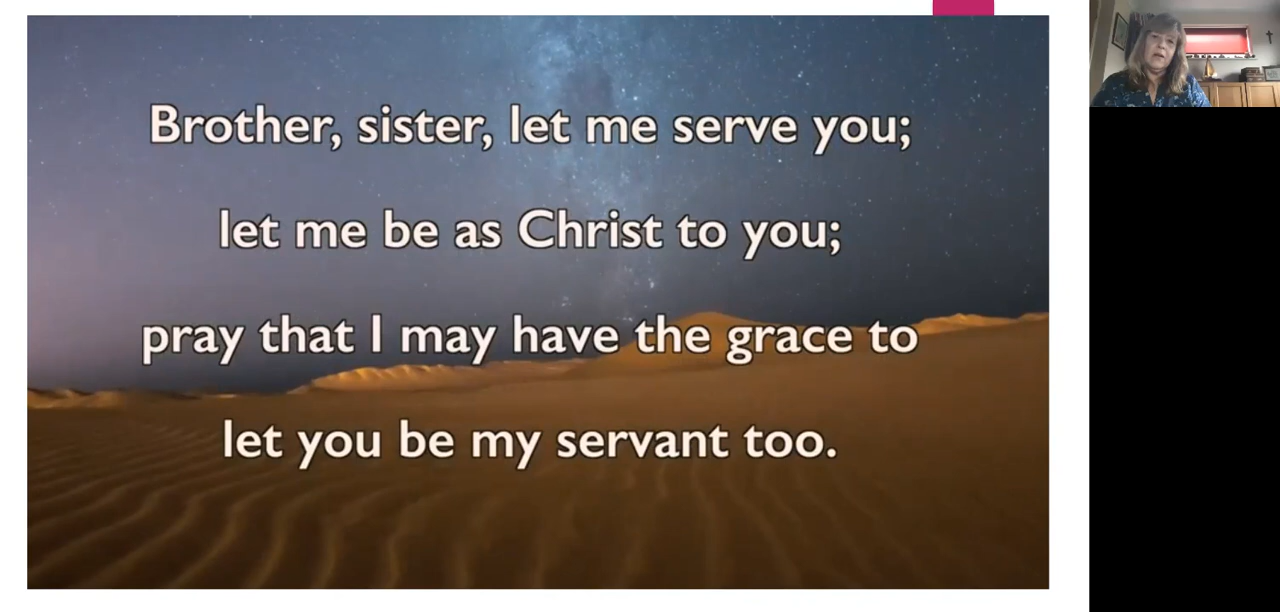 Brother, sister, let me serve you;
let me be as Christ to you;
pray that I may have the grace to
let you be my servant too.